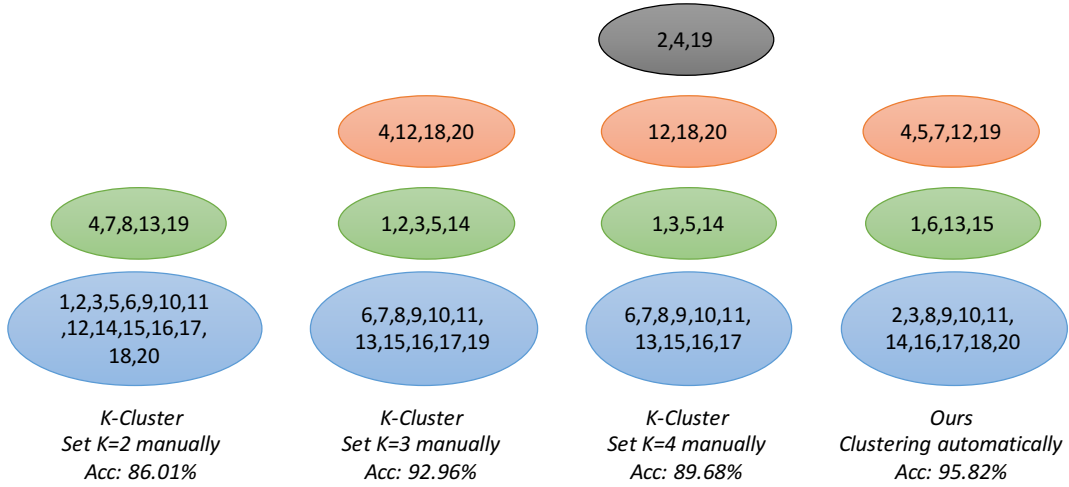 2,4,19
4,12,18,20
12,18,20
4,5,7,12,19
4,7,8,13,19
1,2,3,5,14
1,3,5,14
1,6,13,15
1,2,3,5,6,9,10,11
,12,14,15,16,17,
18,20
6,7,8,9,10,11,
13,15,16,17,19
6,7,8,9,10,11,
13,15,16,17
2,3,8,9,10,11,
14,16,17,18,20
K-Cluster
Set K=2 manually
Acc: 86.01%
K-Cluster
Set K=3 manually
Acc: 92.96%
K-Cluster
Set K=4 manually
Acc: 89.68%
Ours
Clustering automatically
Acc: 95.82%